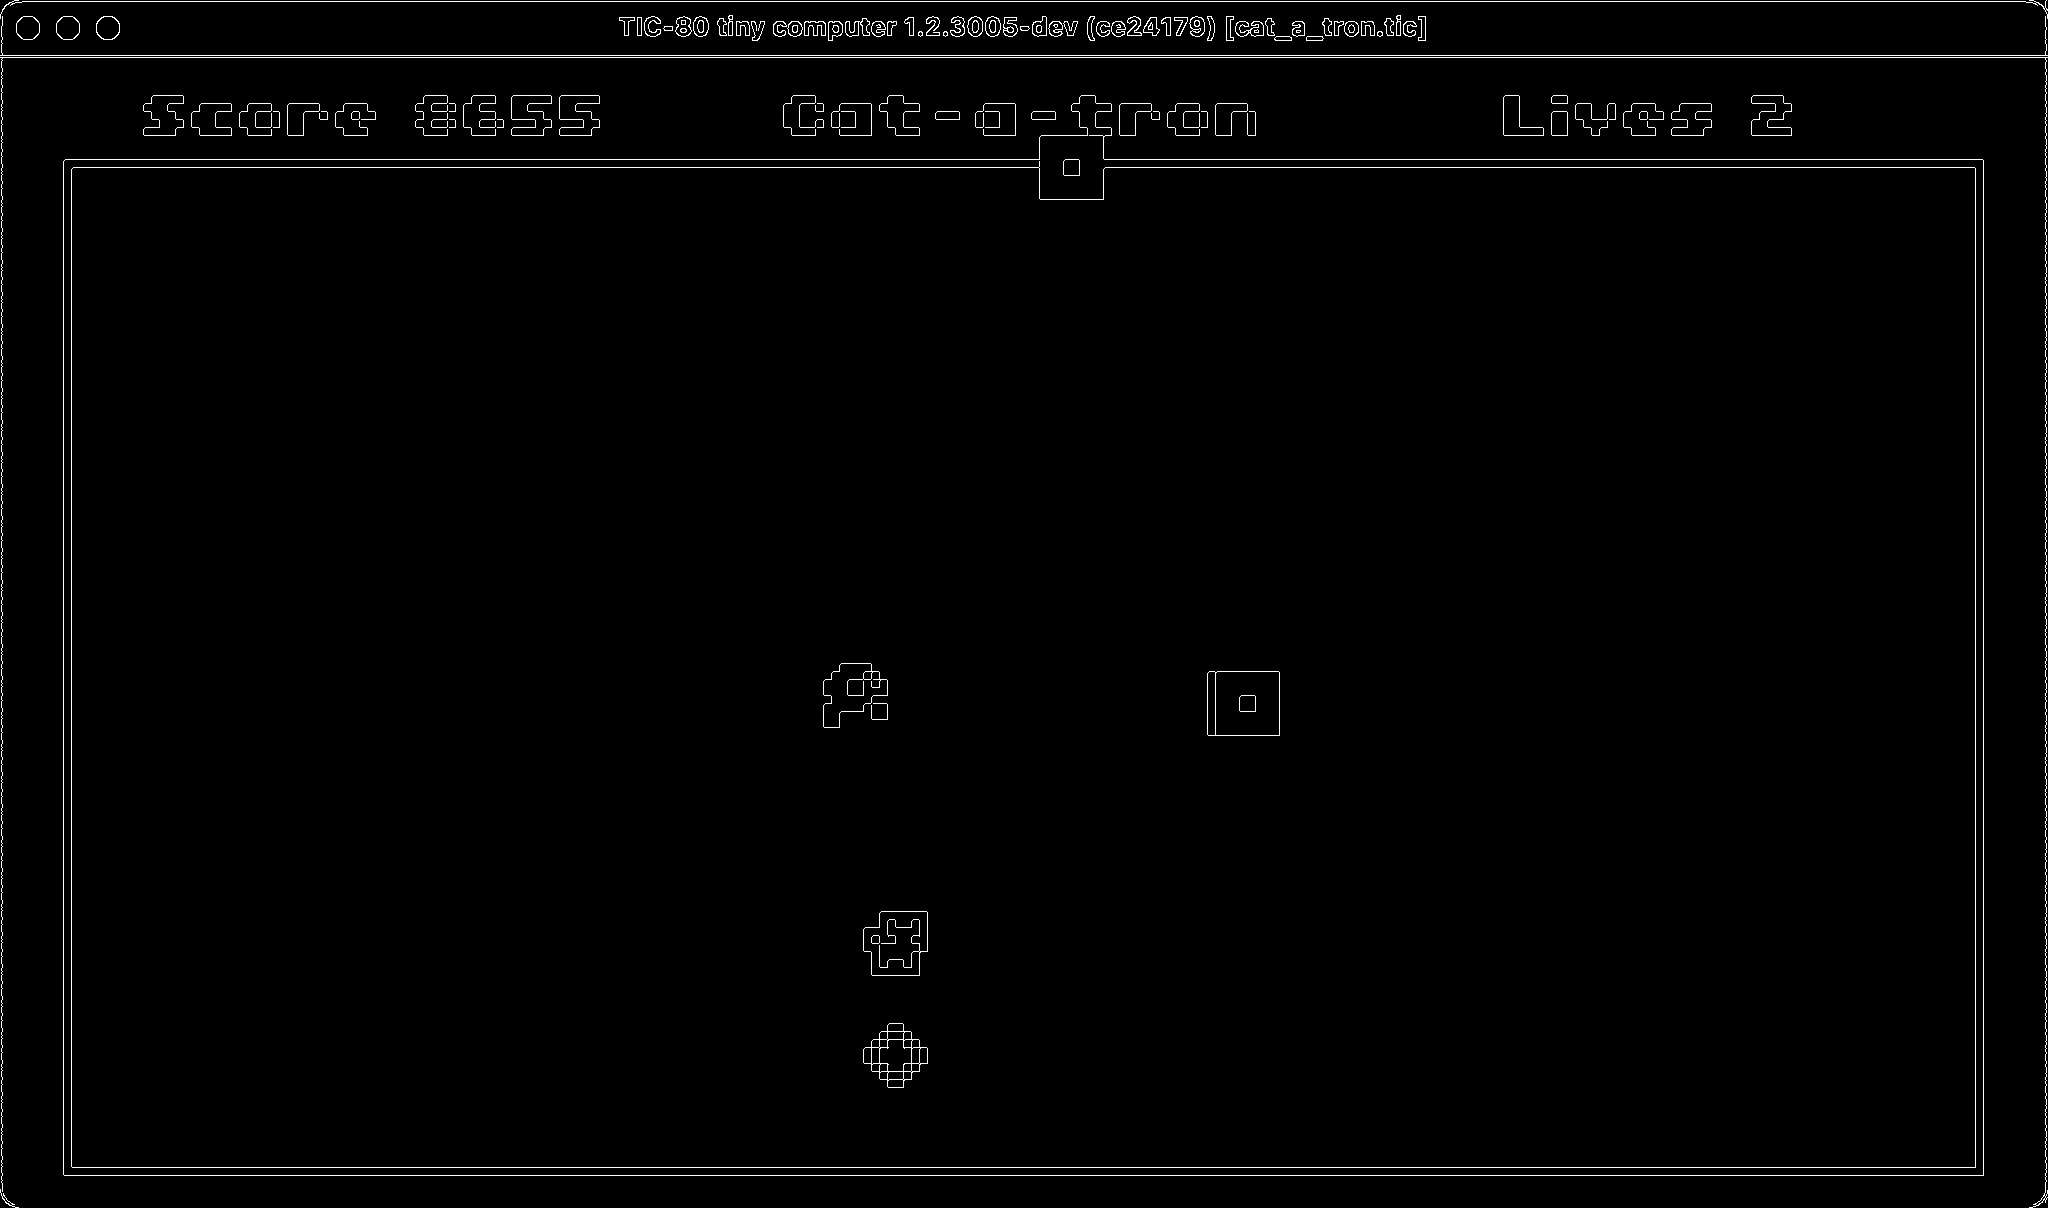 TIC-80 tiny computer 1.2.3005-dev (ce24179) [cat_a_tron.tic]
Score 8655 Cat-a-tron Lives 2